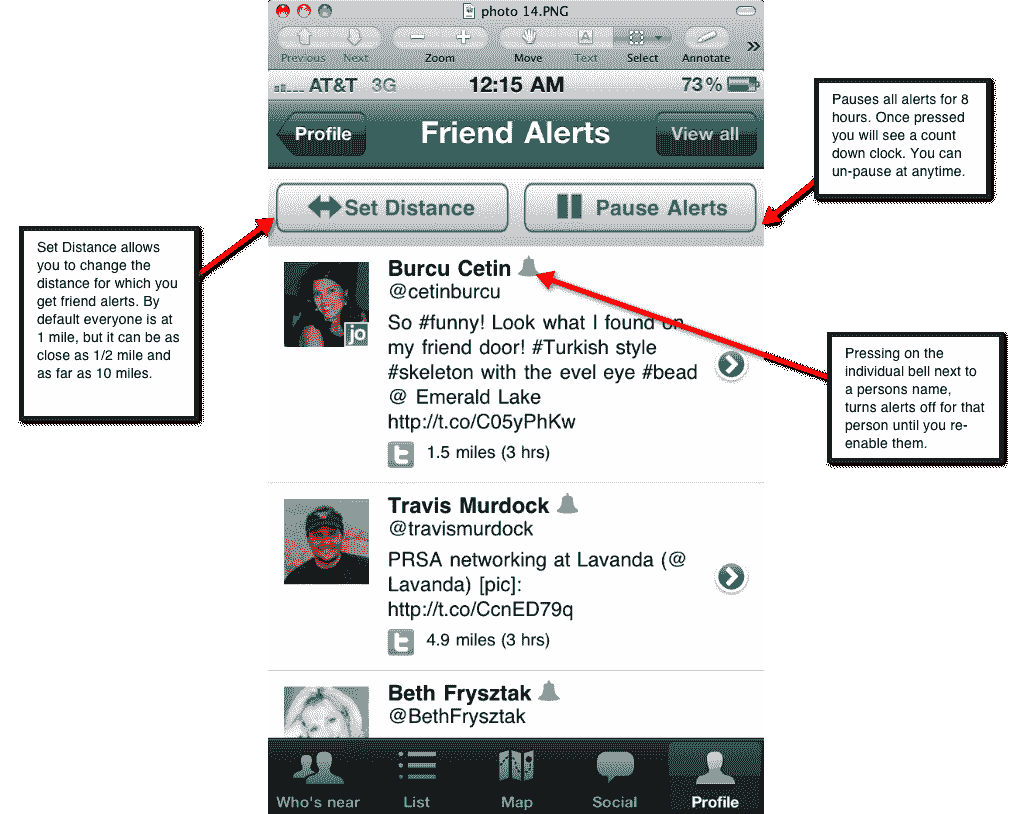 photo 14.PNG
Previous Next Zoom Move Text Select Annotate
AT&T 3G 12:15 AM 73%
Profile Friend Alerts View all
Set Distance Pause Alerts
Pauses all alerts for 8
hours. Once pressed
you will see a count
down clock. You can
un-pause at anytime.
Set Distance allows
you to change the
distance for which you
get friend alerts. By
default everyone is at
1 mile, but it can be as
close as 1/2 mile and
as far as 10 miles.
Burcu Cetin
@cetinburcu
So #funny! Look what I found on
my friend door! #Turkish style
#skeleton with the evel eye #bead
@ Emerald Lake
http://t.co/C05yPhKw
1.5 miles (3 hrs)
jo
Pressing on the
individual bell next to
a persons name,
turns alerts off for that
person until you re-
enable them.
Travis Murdock
@travismurdock
PRSA networking at Lavanda (@
Lavanda) [pic]:
http://t.co/CcnED79q
4.9 miles (3 hrs)
Beth Frysztak
@BethFrysztak
Who's near List Map Social Profile